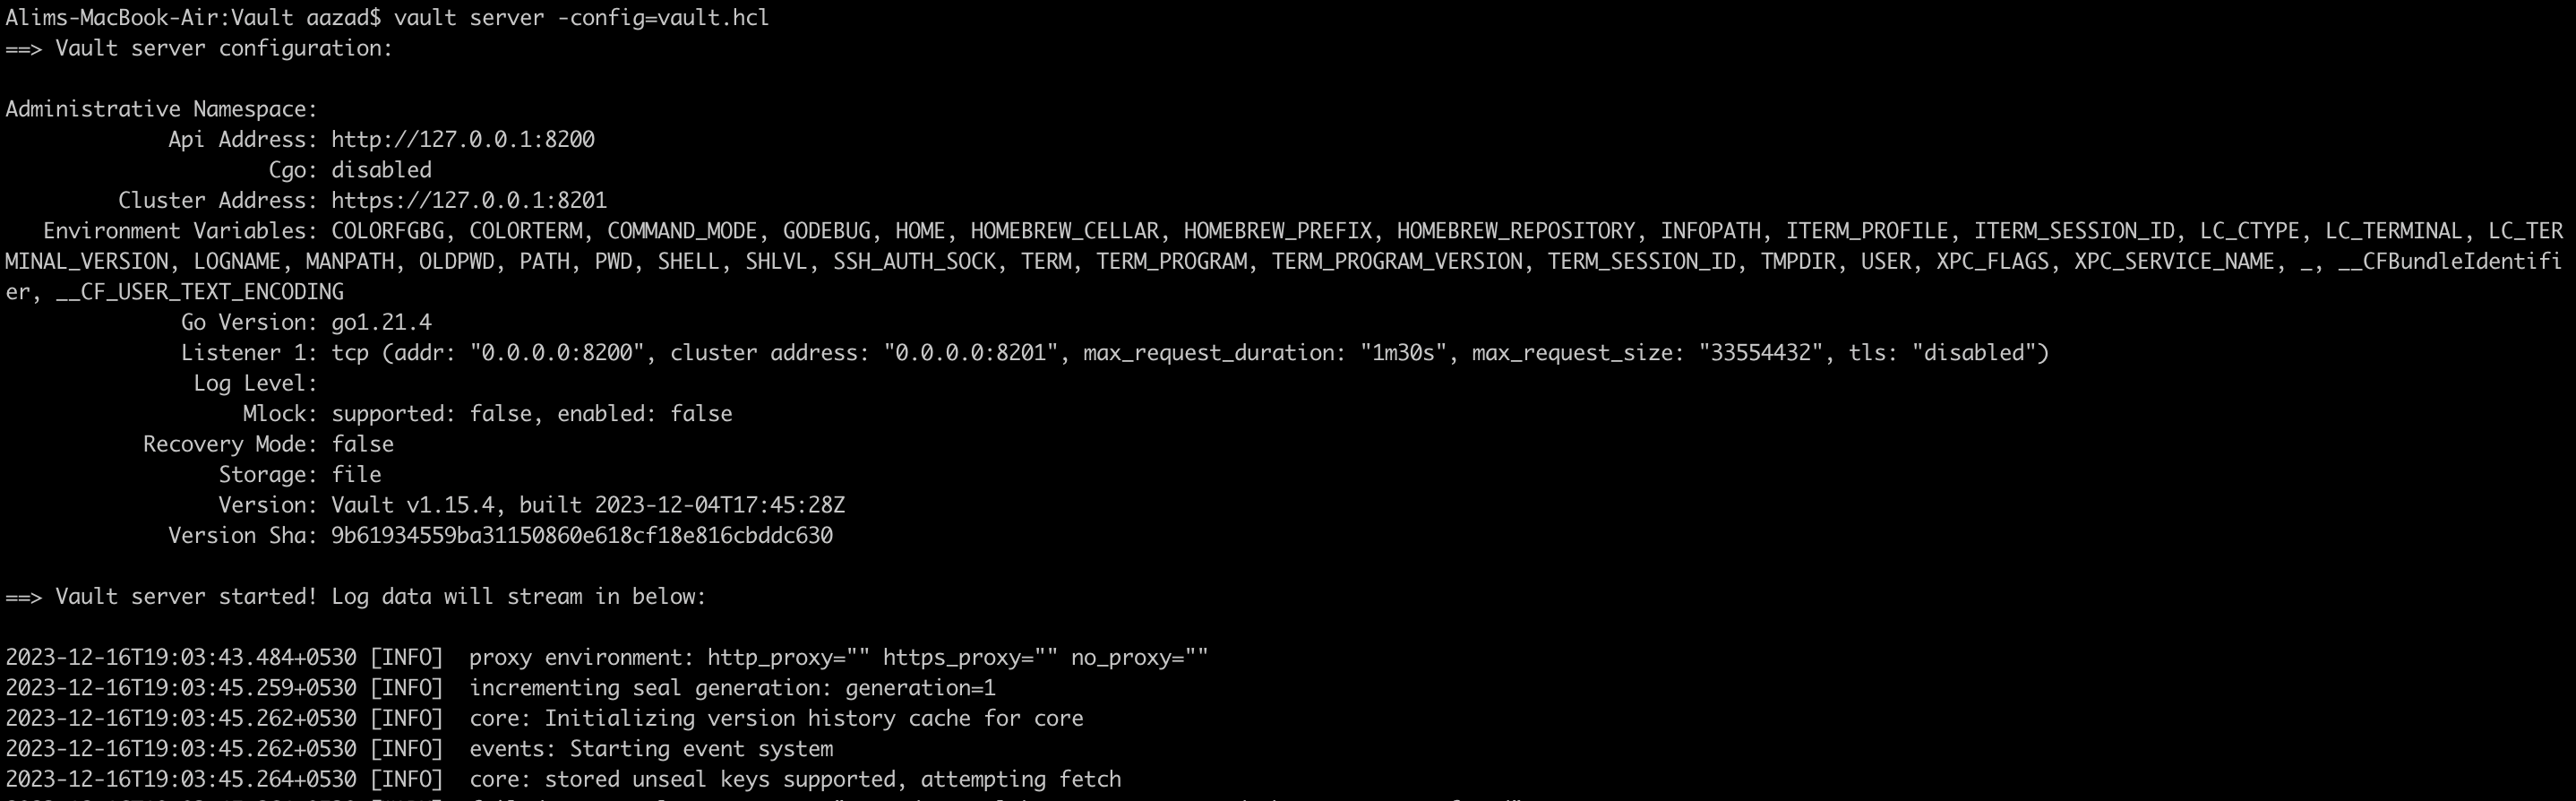 Alims-MacBook-Air:Vault aazad$ vault server -config=vault.hcl
==> Vault server configuration:
Administrative Namespace:
Api Address: http://127.0.0.1:8200
Cgo: disabled
Cluster Address: https://127.0.0.1:8201
Environment Variables: COLORFGBG, COLORTERM, COMMAND_MODE, GODEBUG, HOME, HOMEBREW_CELLAR, HOMEBREW_PREFIX, HOMEBREW_REPOSITORY, INFOPATH, ITERM_PROFILE, ITERM_SESSION_ID, LC_CTYPE, LC_TERMINAL, LC_TER
MINAL_VERSION, LOGNAME, MANPATH, OLDPWD, PATH, PWD, SHELL, SHLVL, SSH_AUTH_SOCK, TERM, TERM_PROGRAM, TERM_PROGRAM_VERSION, TERM_SESSION_ID, TMPDIR, USER, XPC_FLAGS, XPC_SERVICE_NAME, _, __CFBundleIdentifi
er, __CF_USER_TEXT_ENCODING
Go Version: go1.21.4
Listener 1: tcp (addr: "0.0.0.0:8200", cluster address: "0.0.0.0:8201", max_request_duration: "1m30s", max_request_size: "33554432", tls: "disabled")
Log Level:
Mlock: supported: false, enabled: false
Recovery Mode: false
Storage: file
Version: Vault v1.15.4, built 2023-12-04T17:45:28Z
Version Sha: 9b61934559ba31150860e618cf18e816cbddc630
==> Vault server started! Log data will stream in below:
2023-12-16T19:03:43.484+0530 [INFO]  proxy environment: http_proxy="" https_proxy="" no_proxy=""
2023-12-16T19:03:45.259+0530 [INFO]  incrementing seal generation: generation=1
2023-12-16T19:03:45.262+0530 [INFO]  core: Initializing version history cache for core
2023-12-16T19:03:45.262+0530 [INFO]  events: Starting event system
2023-12-16T19:03:45.264+0530 [INFO]  core: stored unseal keys supported, attempting fetch